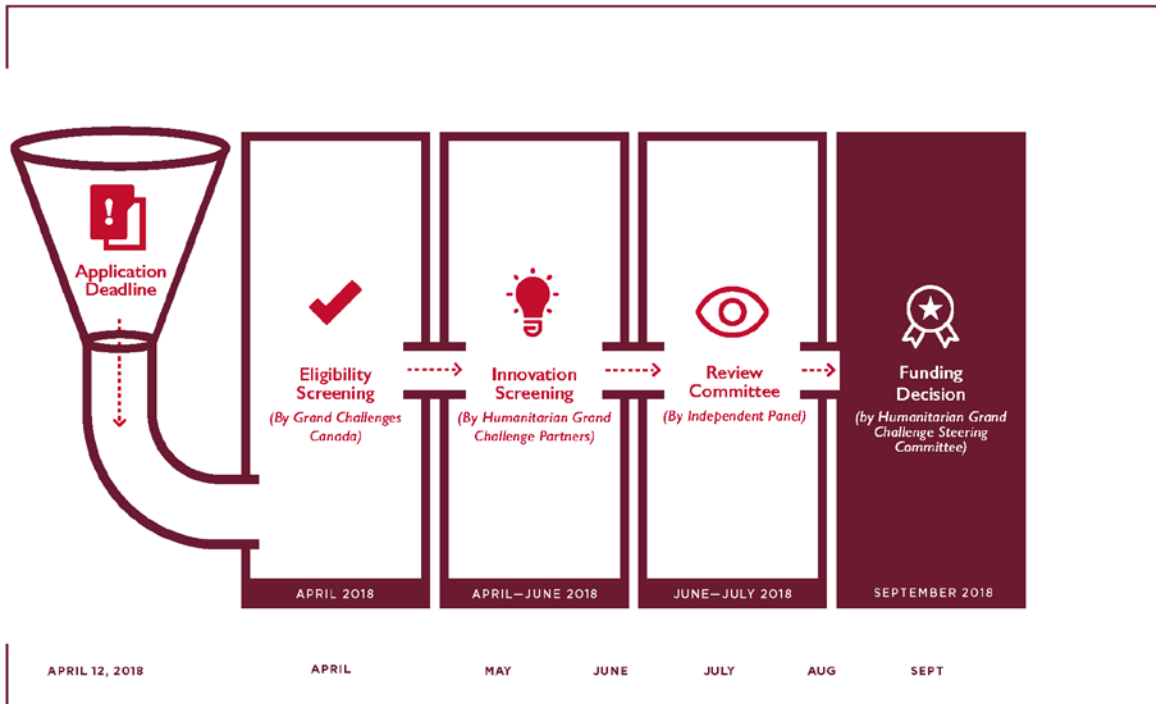 Application
Deadline
Eligibility
Screening
(By Grand Challenges
Canada)
Innovation
Screening
(By Humanitarian Grand
Challenge Partners)
Review
Committee
(By Independent Panel)
Funding
Decision
(by Humanitarian Grand
Challenge Steering
Committee)
APRIL 2018
APRIL—JUNE 2018
JUNE—JULY 2018
SEPTEMBER 2018
APRIL 12, 2018
APRIL
MAY
JUNE
JULY
AUG
SEPT